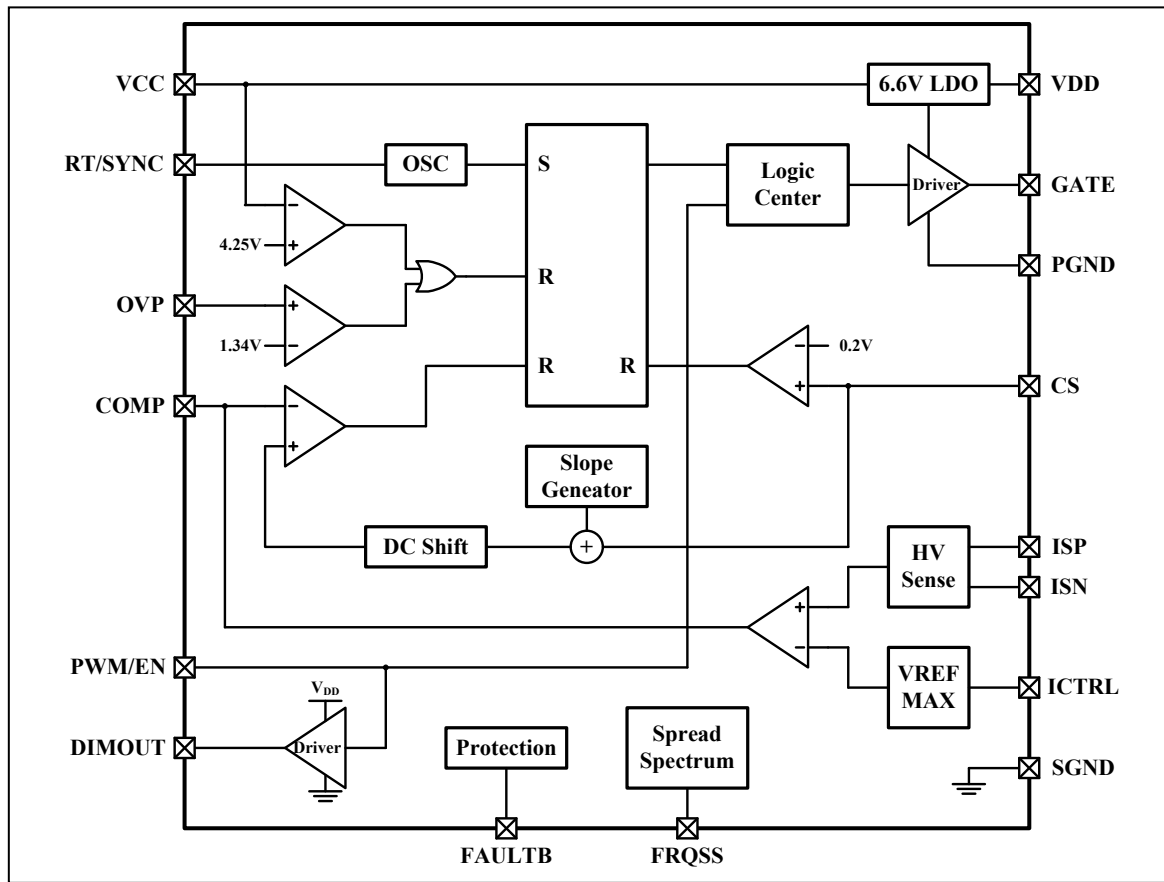 VCC
6.6V LDO
VDD
RT/SYNC
OSC
S
Logic
Center
Driver
GATE
−
4.25V
+
PGND
R
OVP
+
1.34V
−
−
0.2V
R
R
+
CS
COMP
−
+
Slope
Geneator
DC Shift
+
HV
Sense
ISP
ISN
+
−
PWM/EN
VREF
MAX
ICTRL
VDD
Driver
DIMOUT
Protection
Spread
Spectrum
SGND
FAULTB
FRQSS